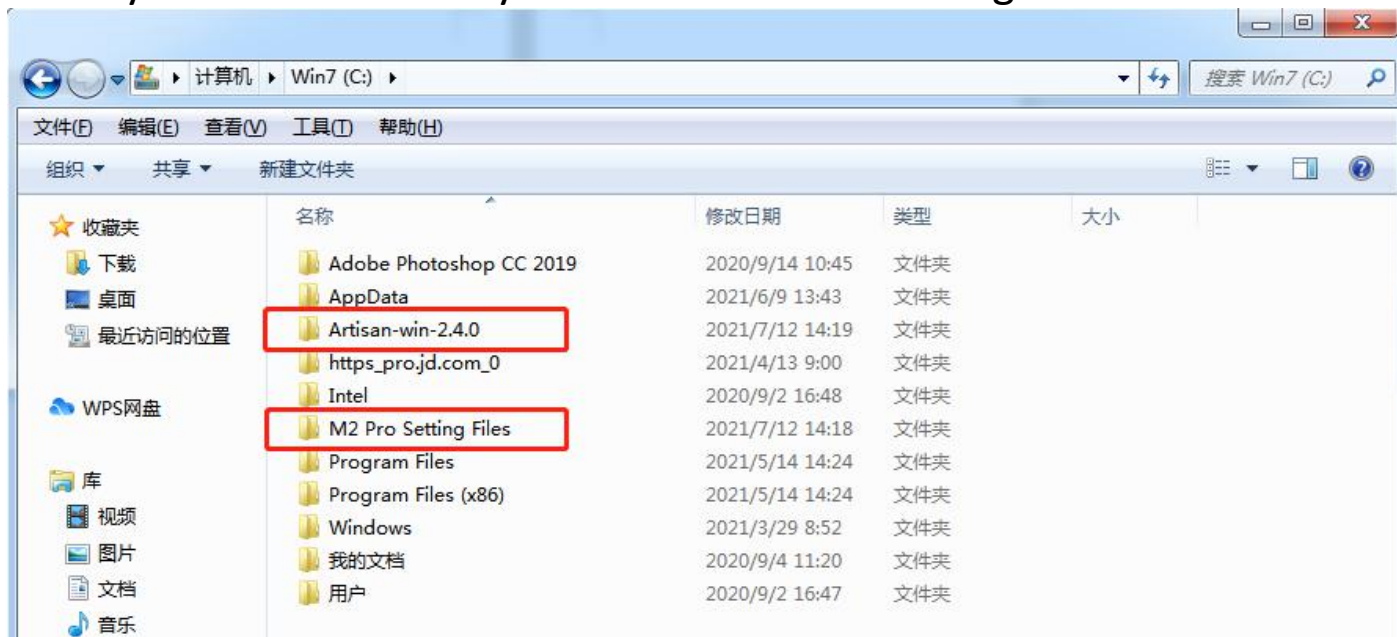 计算机 Win7 (C:) 搜索 Win7 (C:)
文件(F) 编辑(E) 查看(V) 工具(T) 帮助(H)
组织 共享 新建文件夹
名称 修改日期 类型 大小
收藏夹
下载 Adobe Photoshop CC 2019 2020/9/14 10:45 文件夹
桌面 AppData 2021/6/9 13:43 文件夹
最近访问的位置 Artisan-win-2.4.0 2021/7/12 14:19 文件夹
https_pro.jd.com_0 2021/4/13 9:00 文件夹
Intel 2020/9/2 16:48 文件夹
WPS网盘
M2 Pro Setting Files 2021/7/12 14:18 文件夹
Program Files 2021/5/14 14:24 文件夹
库
Program Files (x86) 2021/5/14 14:24 文件夹
视频 Windows 2021/3/29 8:52 文件夹
图片 我的文档 2020/9/4 11:20 文件夹
文档 用户 2020/9/2 16:47 文件夹
音乐